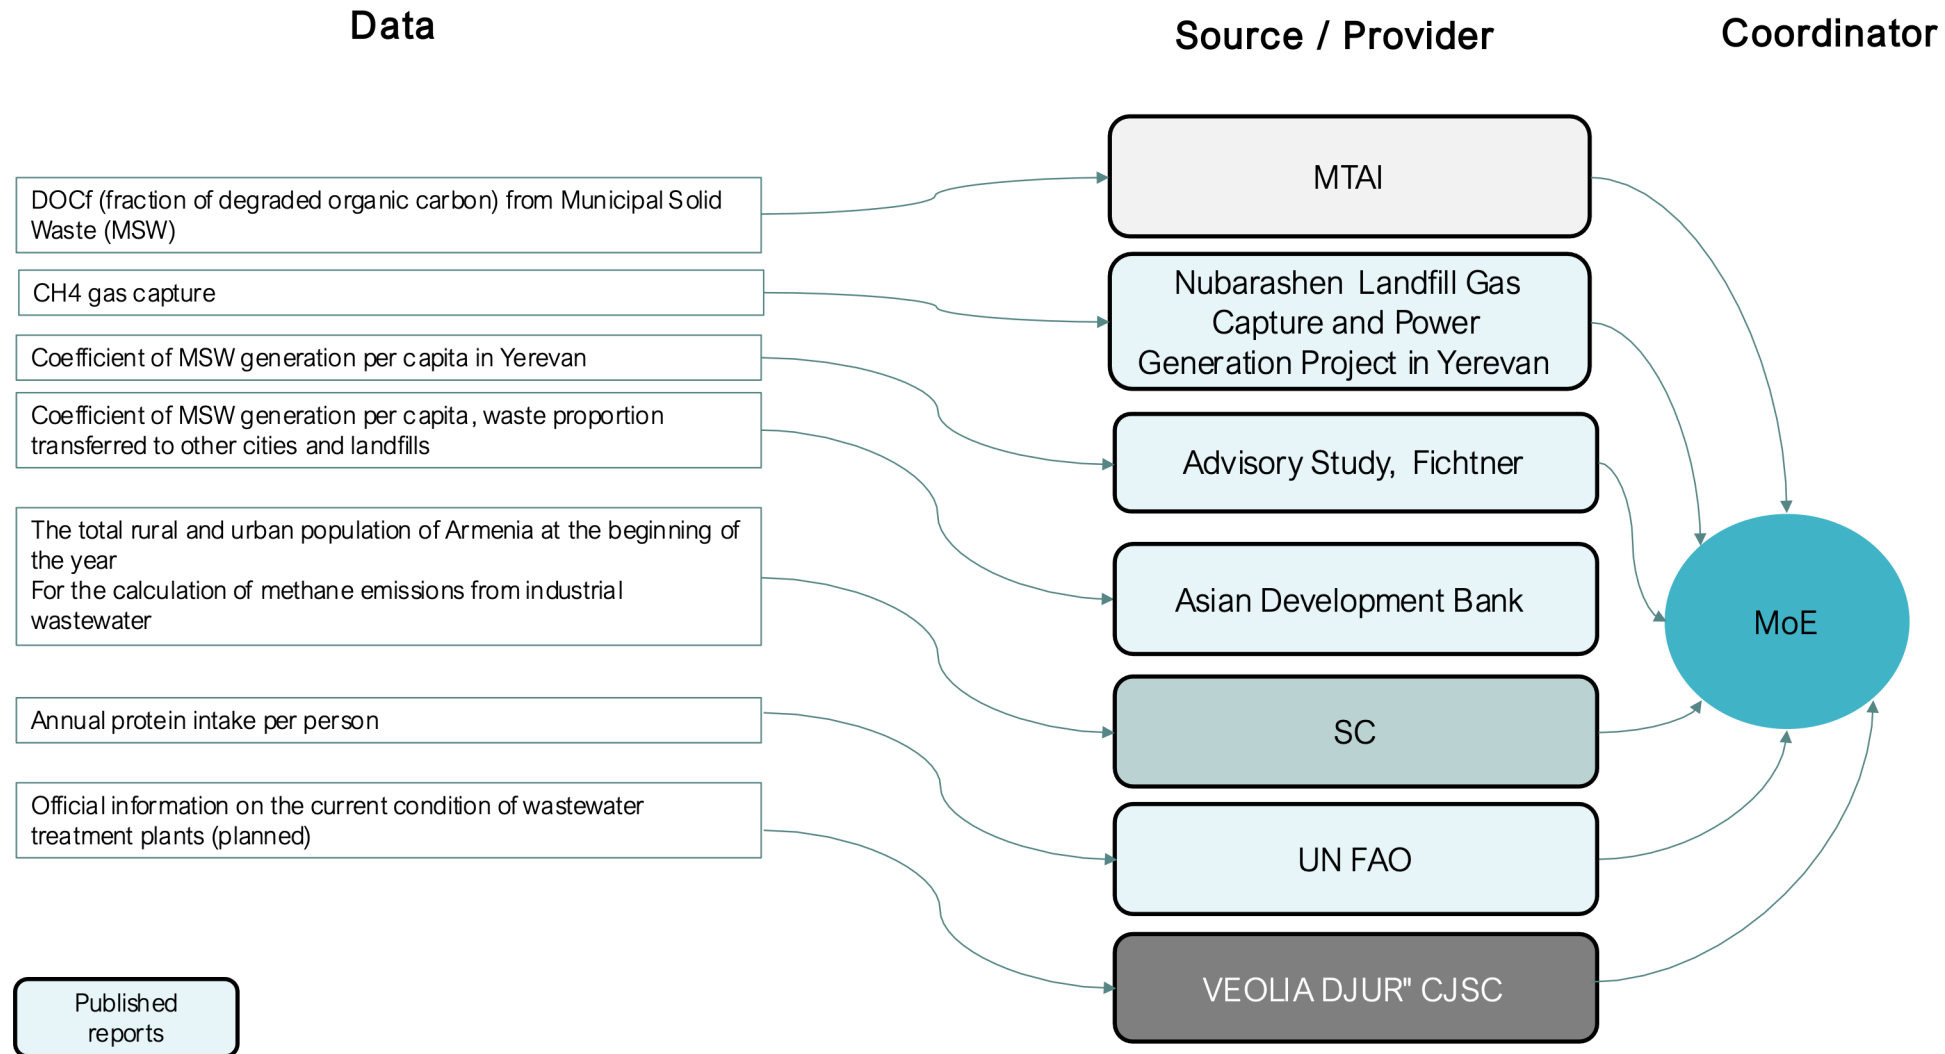 Data
Source / Provider
Coordinator
DOCf (fraction of degraded organic carbon) from Municipal Solid
Waste (MSW)
CH4 gas capture
Coefficient of MSW generation per capita in Yerevan
Coefficient of MSW generation per capita, waste proportion
transferred to other cities and landfills
The total rural and urban population of Armenia at the beginning of
the year
For the calculation of methane emissions from industrial
wastewater
Annual protein intake per person
Official information on the current condition of wastewater
treatment plants (planned)
MTAI
Nubarashen Landfill Gas
Capture and Power
Generation Project in Yerevan
Advisory Study, Fichtner
Asian Development Bank
SC
UN FAO
VEOLIA DJUR" CJSC
MoE
Published
reports